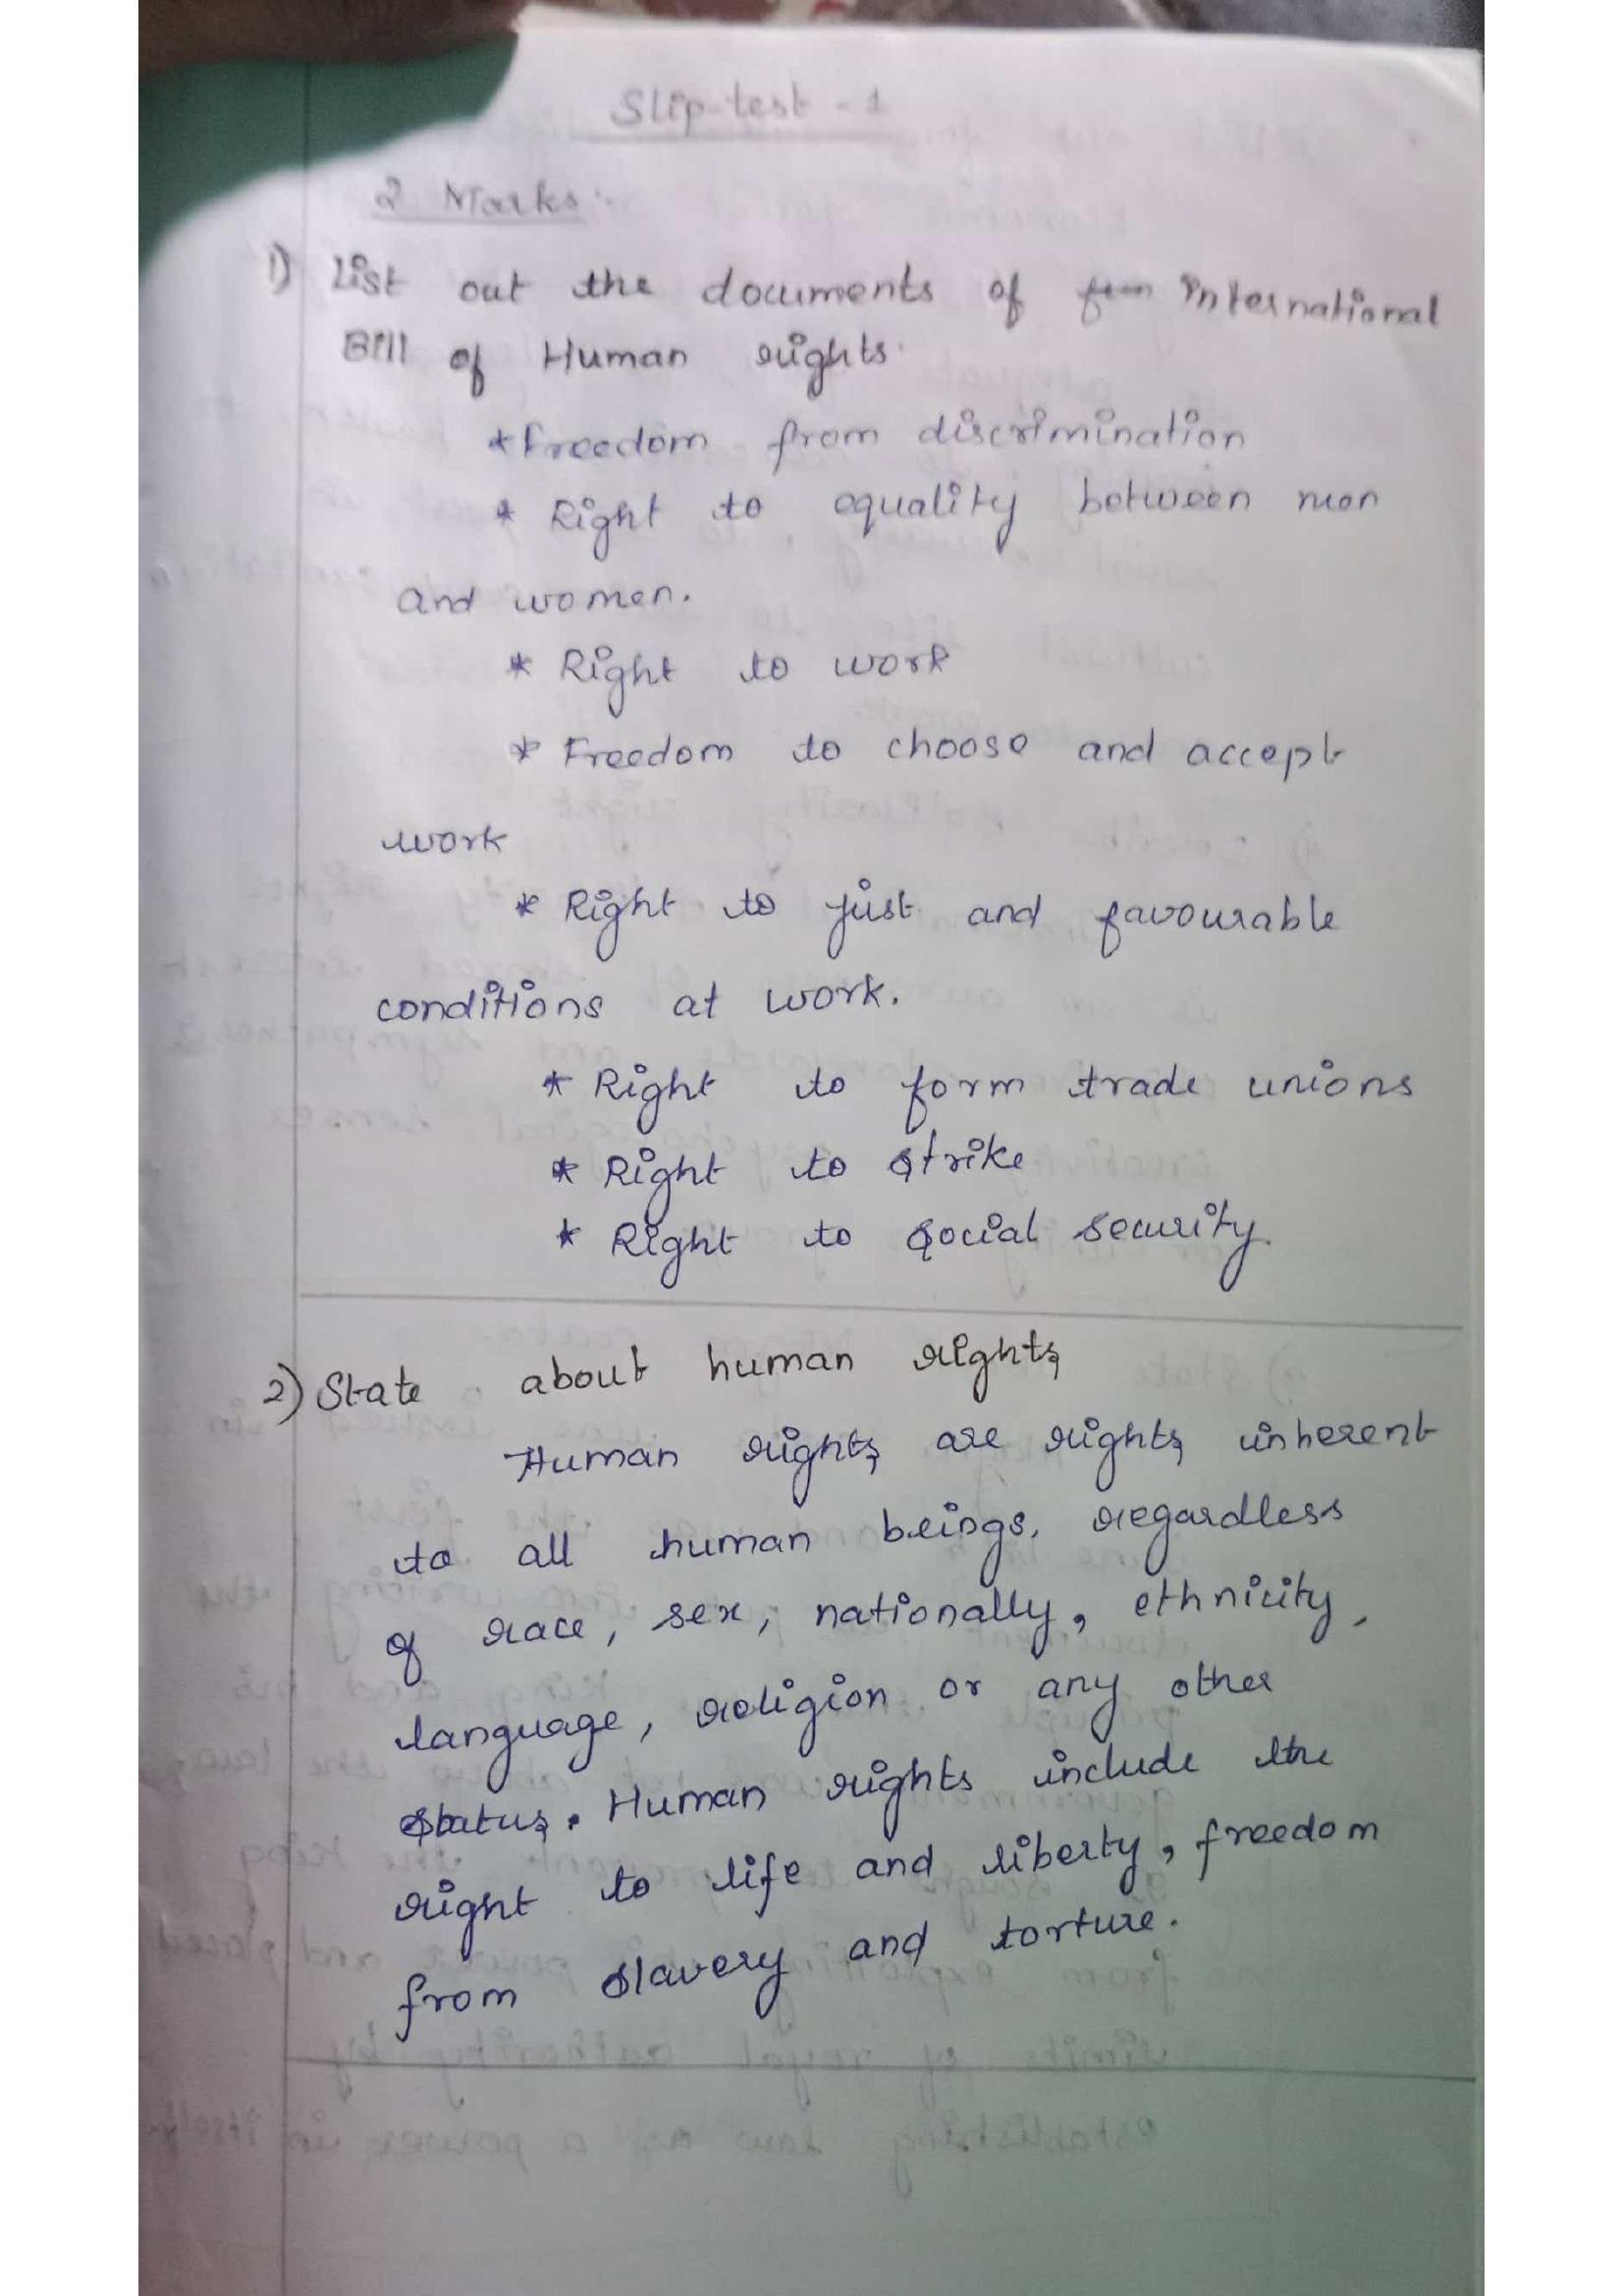 Slip-test - 1
2 Marks:-
1) List out the documents of International
Bill of Human rights.
* Freedom from discrimination
* Right to equality between men
and women.
* Right to work
* Freedom to choose and accept
work
* Right to just and favourable
conditions at work.
* Right to form trade unions
* Right to strike
* Right to social security.
2) State about human rights
Human rights are rights inherent
to all human beings, regardless
of race, sex, nationally, ethnicity,
language, religion or any other
status. Human rights include the
right to life and liberty, freedom
from slavery and torture.